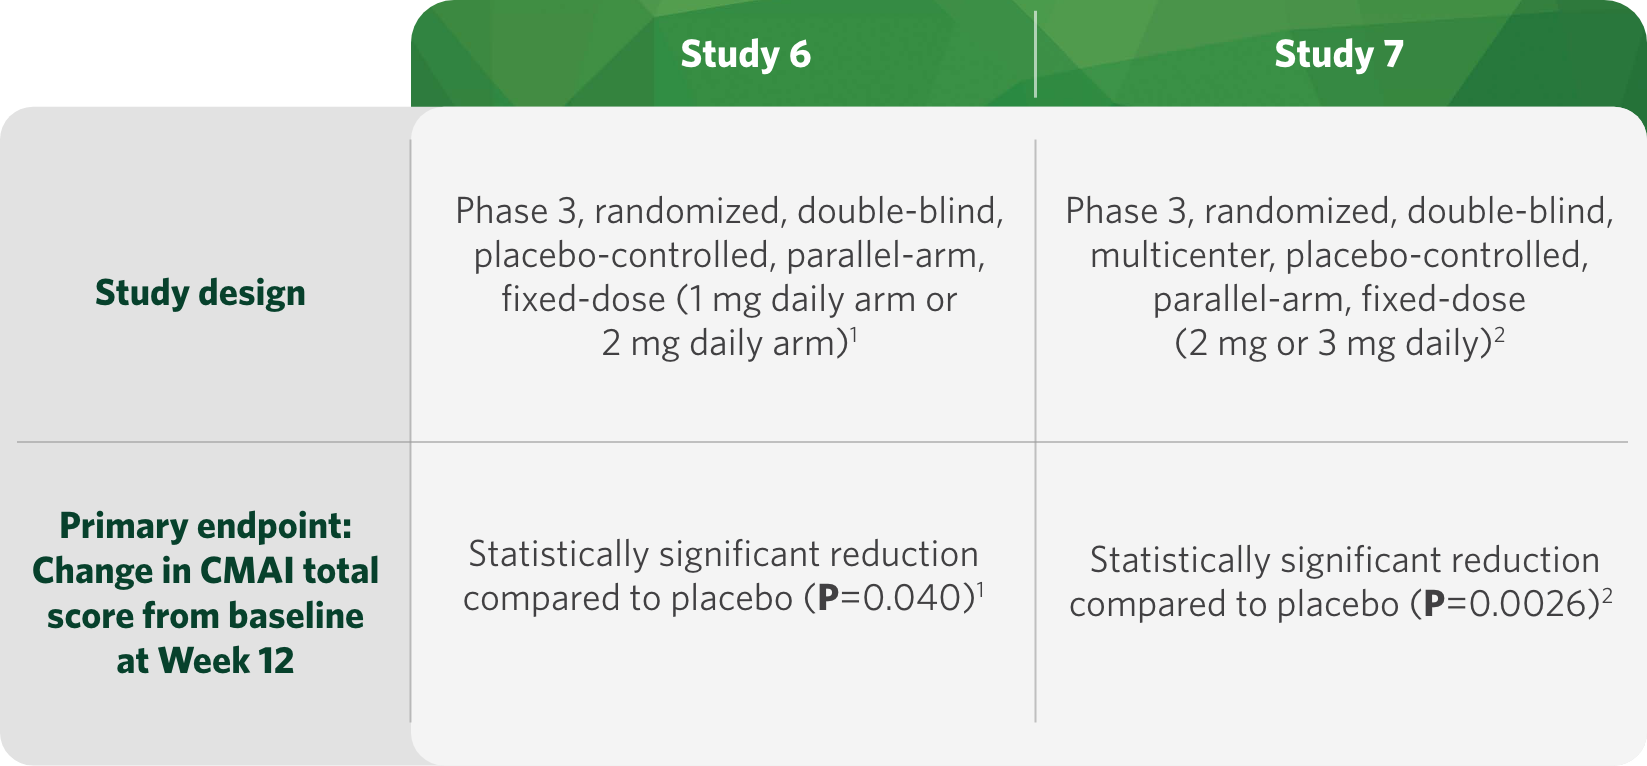 Study 6
Study 7
Study design
Phase 3, randomized, double-blind,
placebo-controlled, parallel-arm,
fixed-dose (1 mg daily arm or
2 mg daily arm)¹
Phase 3, randomized, double-blind,
multicenter, placebo-controlled,
parallel-arm, fixed-dose
(2 mg or 3 mg daily)²
Primary endpoint:
Change in CMAI total
score from baseline
at Week 12
Statistically significant reduction
compared to placebo (P=0.040)¹
Statistically significant reduction
compared to placebo (P=0.0026)²